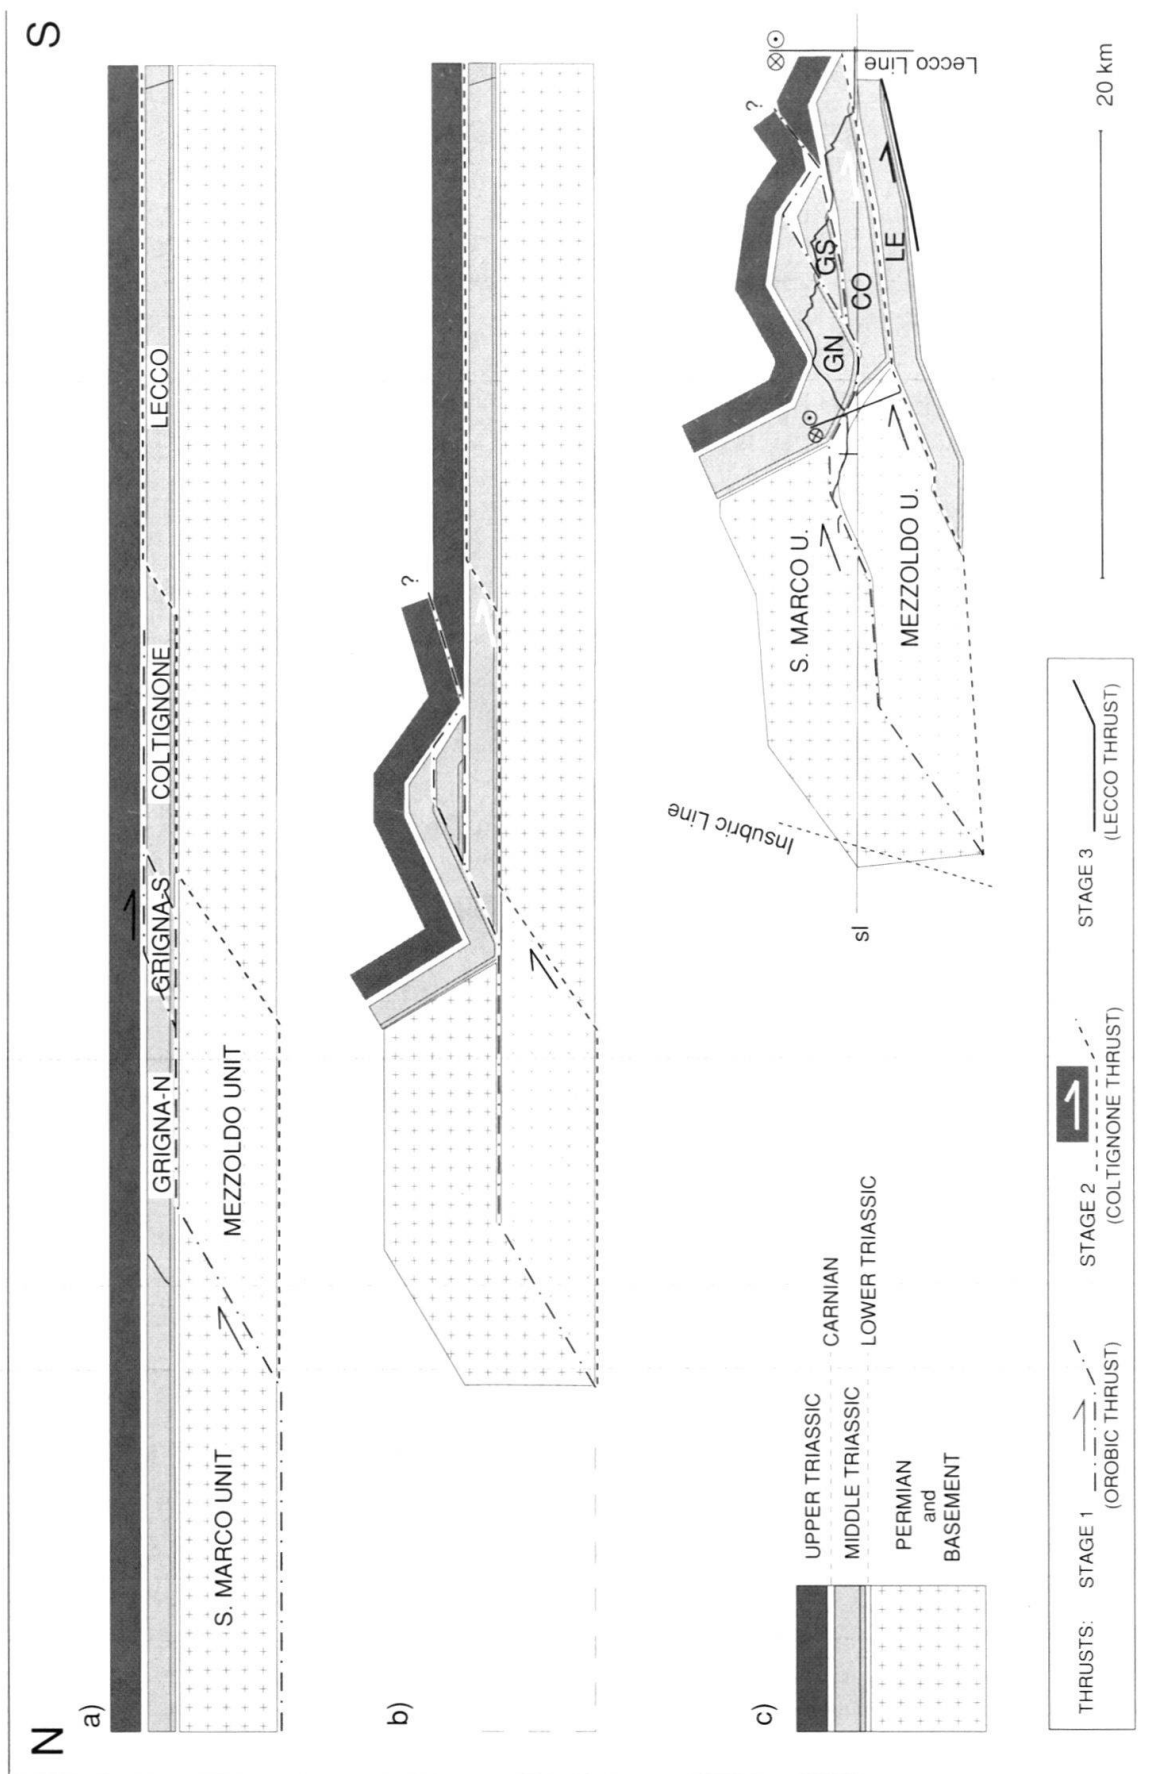 N
S
a)
GRIGNA-N
GRIGNA-S
COLTIGNONE
LECCO
S. MARCO UNIT
MEZZOLDO UNIT
b)
?
c)
?
Lecco Line
GN
GS
CO
LE
S. MARCO U.
MEZZOLDO U.
Insubric Line
sl
20 km
UPPER TRIASSIC
CARNIAN
MIDDLE TRIASSIC
LOWER TRIASSIC
PERMIAN
and
BASEMENT
THRUSTS:
STAGE 1
(OROBIC THRUST)
STAGE 2
(COLTIGNONE THRUST)
STAGE 3
(LECCO THRUST)